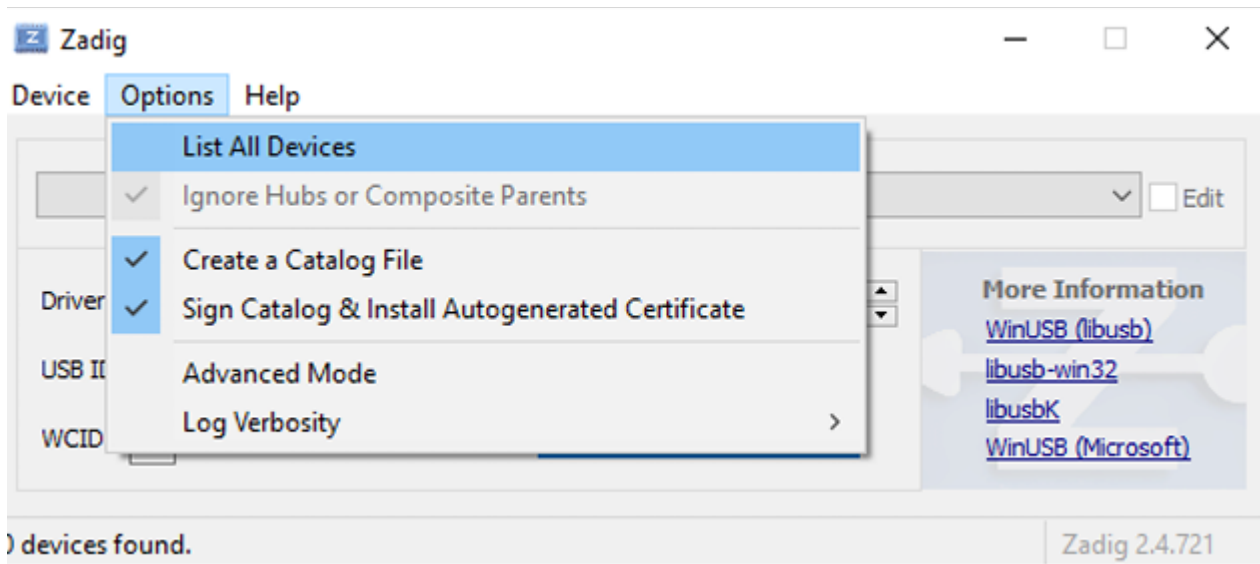 Zadig
Device Options Help
List All Devices
Ignore Hubs or Composite Parents
Edit
Create a Catalog File
Driver
Sign Catalog & Install Autogenerated Certificate
More Information
WinUSB (libusb)
USB
Advanced Mode
libusb-win32
Log Verbosity
libusbK
WCID
WinUSB (Microsoft)
devices found.
Zadig 2.4.721